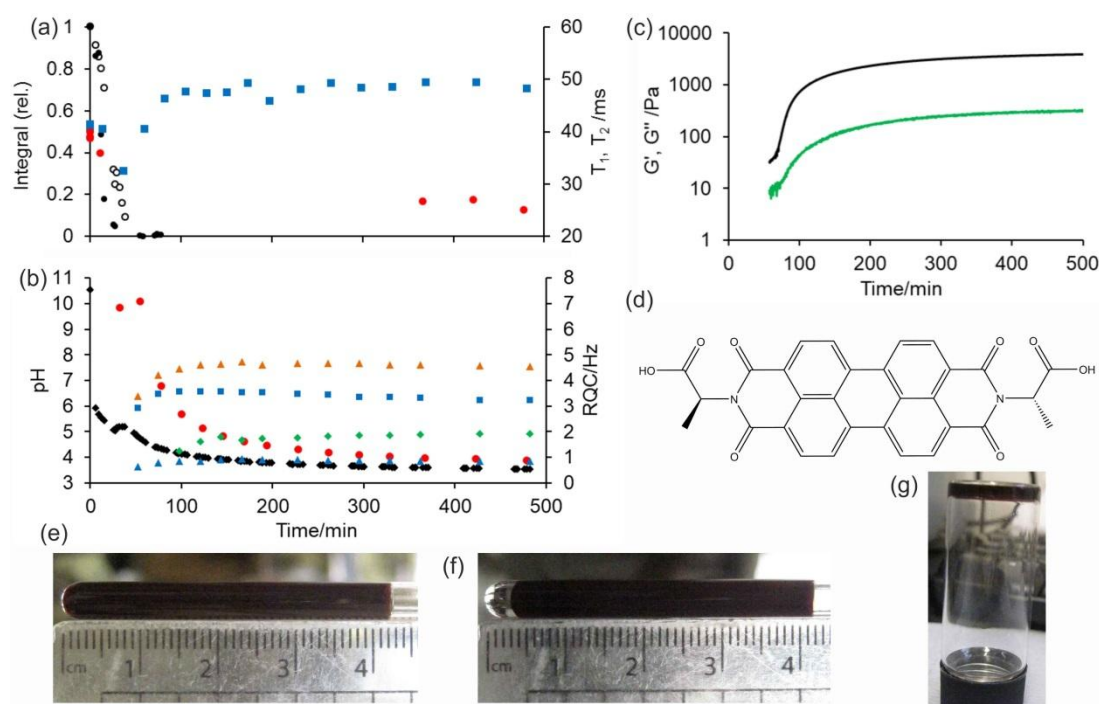 (a)
1
0.8
0.6
0.4
0.2
0
Integral (rel.)
60
50
40
30
20
T₁, T₂ /ms
(b)
11
10
9
8
7
6
5
4
3
pH
8
7
6
5
4
3
2
1
0
RQC/Hz
0 100 200 300 400 500
Time/min
(c)
10000
1000
100
10
1
G', G'' /Pa
0 100 200 300 400 500
Time/min
(d)
O O O O
HO OH
N N
O O
(e)
cm 1 2 3 4
(f)
cm 1 2 3 4
(g)